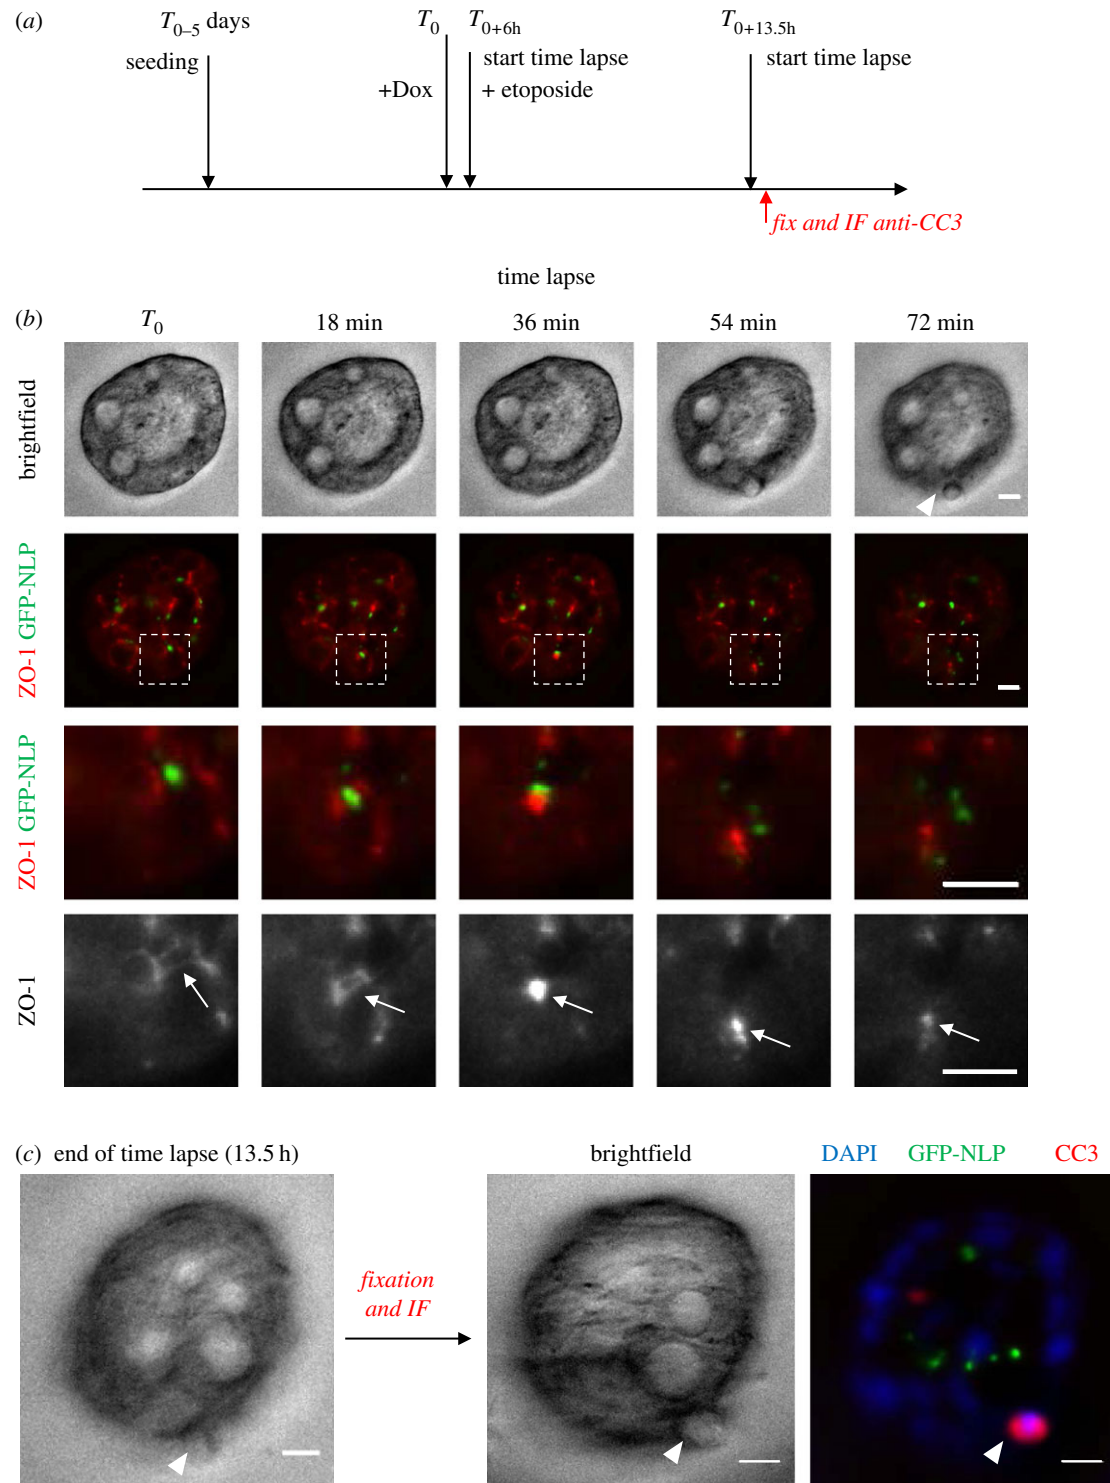 (a)
T0–5 days
seeding
T0
+Dox
T0+6h
start time lapse
+ etoposide
T0+13.5h
start time lapse
fix and IF anti-CC3
time lapse
(b)
T0 18 min 36 min 54 min 72 min
brightfield
ZO-1 GFP-NLP
ZO-1 GFP-NLP
ZO-1
(c) end of time lapse (13.5 h)
fixation
and IF
brightfield
DAPI GFP-NLP CC3